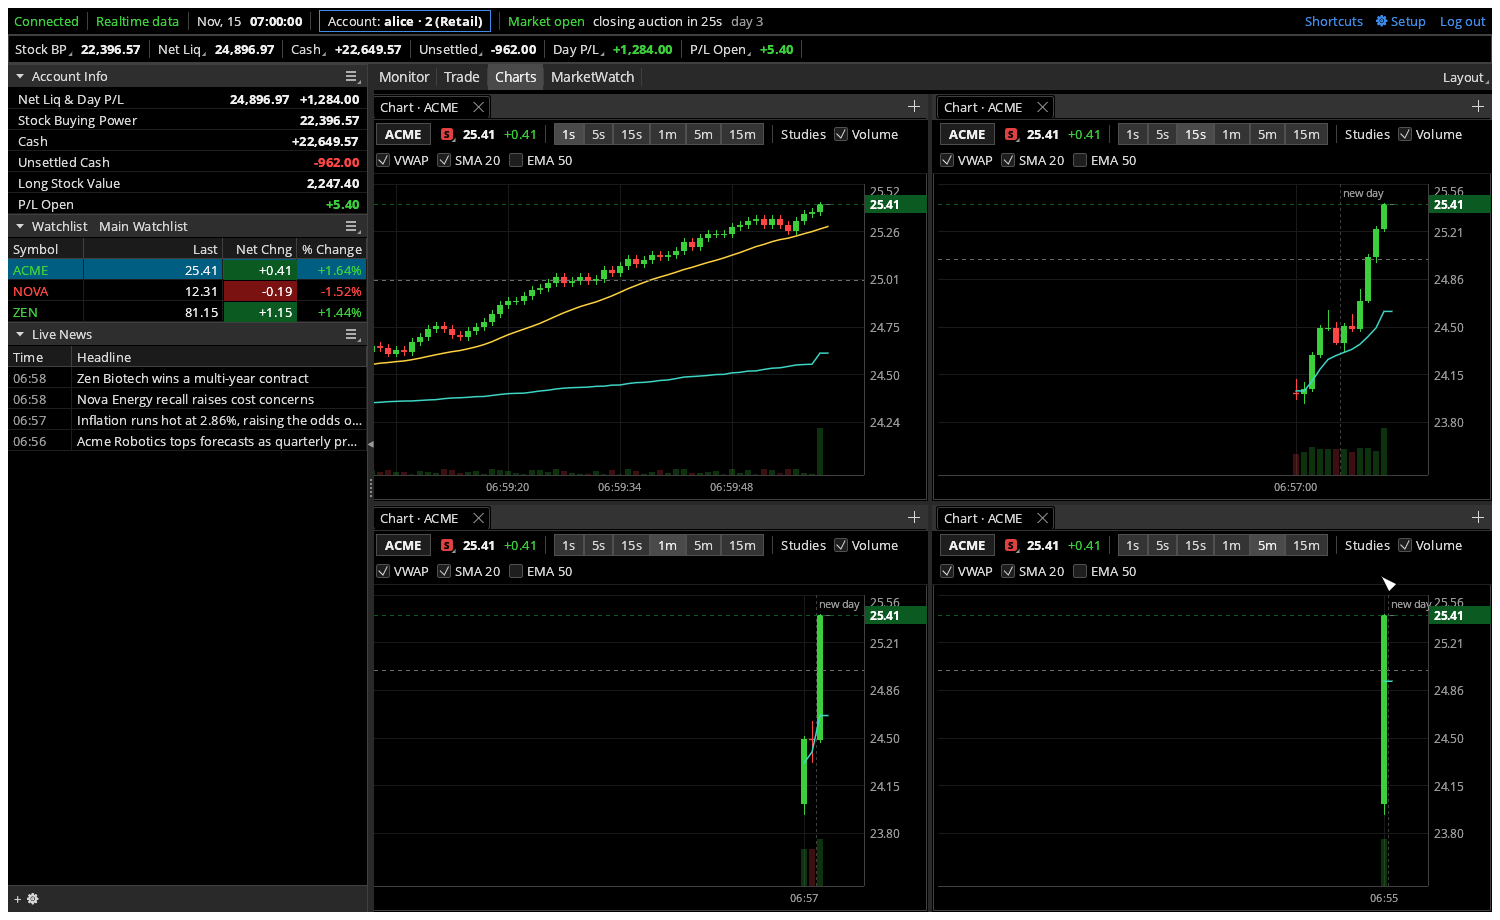 Connected Realtime data Nov, 15 07:00:00 Account: alice · 2 (Retail) Market open closing auction in 25s day 3 Shortcuts Setup Log out
Stock BP 22,396.57 Net Liq 24,896.97 Cash +22,649.57 Unsettled -962.00 Day P/L +1,284.00 P/L Open +5.40
Account Info
Net Liq & Day P/L 24,896.97 +1,284.00
Stock Buying Power 22,396.57
Cash +22,649.57
Unsettled Cash -962.00
Long Stock Value 2,247.40
P/L Open +5.40
Watchlist Main Watchlist
Symbol Last Net Chng % Change
ACME 25.41 +0.41 +1.64%
NOVA 12.31 -0.19 -1.52%
ZEN 81.15 +1.15 +1.44%
Live News
Time Headline
06:58 Zen Biotech wins a multi-year contract
06:58 Nova Energy recall raises cost concerns
06:57 Inflation runs hot at 2.86%, raising the odds o...
06:56 Acme Robotics tops forecasts as quarterly pr...
Monitor Trade Charts MarketWatch Layout
Chart · ACME
ACME S 25.41 +0.41 1s 5s 15s 1m 5m 15m Studies Volume
VWAP SMA 20 EMA 50
25.52
25.41
25.26
25.01
24.75
24.50
24.24
06:59:20 06:59:34 06:59:48
Chart · ACME
ACME S 25.41 +0.41 1s 5s 15s 1m 5m 15m Studies Volume
VWAP SMA 20 EMA 50
new day 25.56
25.41
25.21
24.86
24.50
24.15
23.80
06:57:00
Chart · ACME
ACME S 25.41 +0.41 1s 5s 15s 1m 5m 15m Studies Volume
VWAP SMA 20 EMA 50
new day 25.56
25.41
25.21
24.86
24.50
24.15
23.80
06:57
Chart · ACME
ACME S 25.41 +0.41 1s 5s 15s 1m 5m 15m Studies Volume
VWAP SMA 20 EMA 50
new day 25.56
25.41
25.21
24.86
24.50
24.15
23.80
06:55